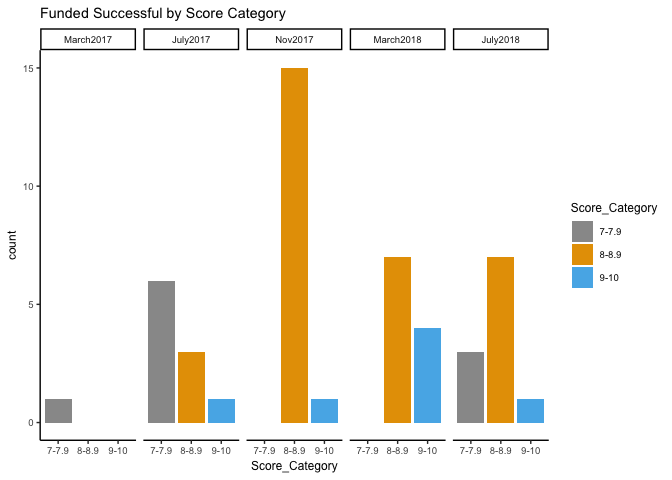 Funded Successful by Score Category
March2017 July2017 Nov2017 March2018 July2018
15
10
5
0
count
7-7.9 8-8.9 9-10 7-7.9 8-8.9 9-10 7-7.9 8-8.9 9-10 7-7.9 8-8.9 9-10 7-7.9 8-8.9 9-10
Score_Category
Score_Category
7-7.9
8-8.9
9-10